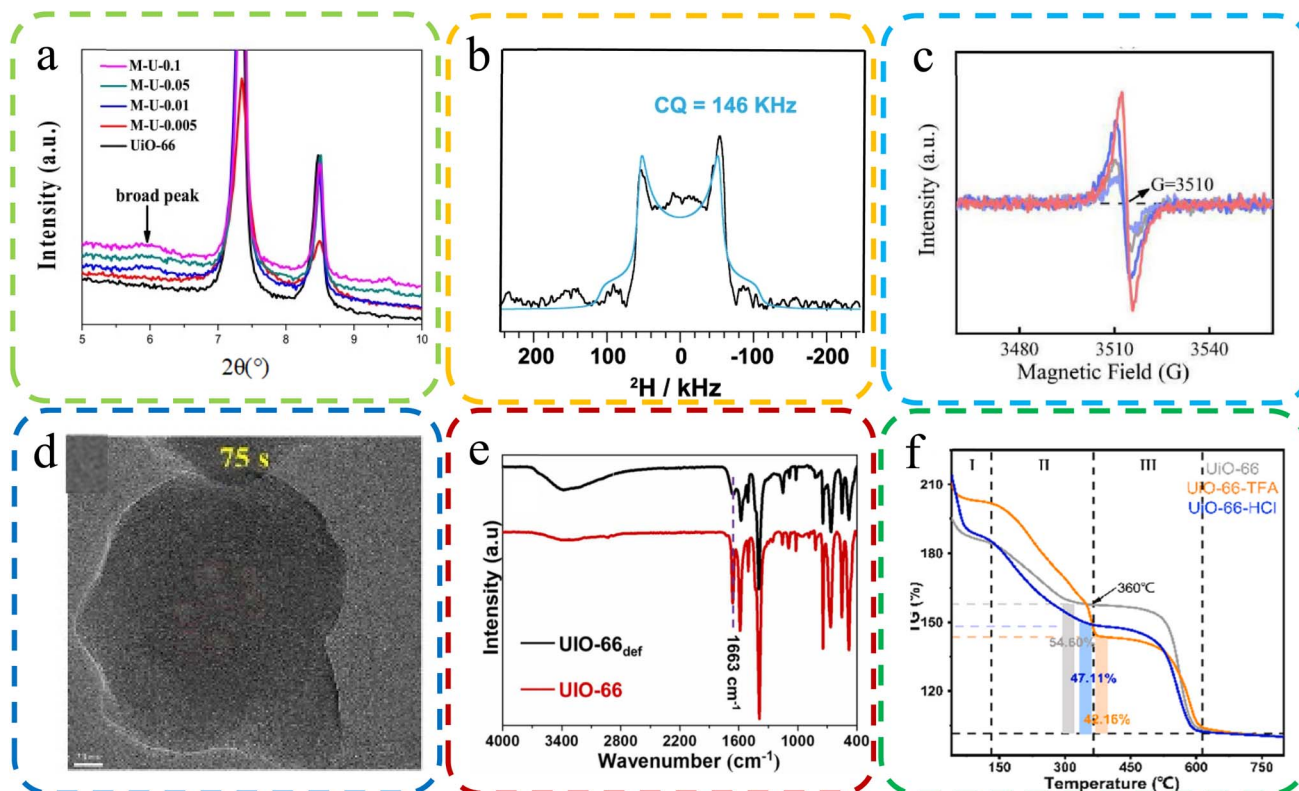 a
M-U-0.1
M-U-0.05
M-U-0.01
M-U-0.005
UiO-66
broad peak
Intensity (a.u.)
5 6 7 8 9 10
2θ(°)
b
CQ = 146 KHz
200 100 0 -100 -200
²H / kHz
c
Intensity (a.u.)
G=3510
3480 3510 3540
Magnetic Field (G)
d
75 s
e
Intensity (a.u)
UIO-66def
UIO-66
1663 cm⁻¹
4000 3400 2800 2200 1600 1000 400
Wavenumber (cm⁻¹)
f
I II III
UiO-66
UiO-66-TFA
UiO-66-HCl
360℃
54.60%
47.11%
42.16%
TG (%)
210
180
150
120
150 300 450 600 750
Temperature (℃)